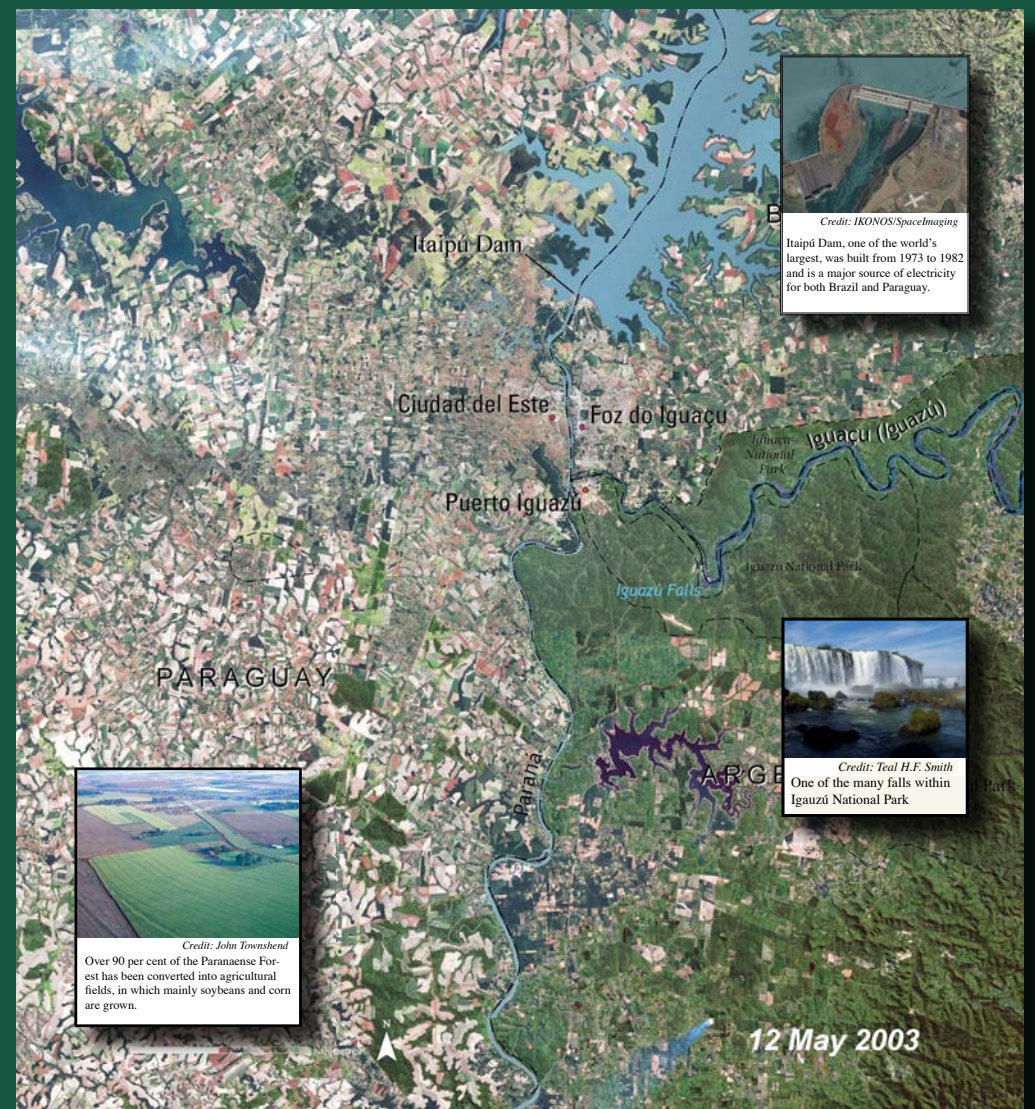 B
Credit: IKONOS/SpaceImaging
Itaipú Dam, one of the world's
largest, was built from 1973 to 1982
and is a major source of electricity
for both Brazil and Paraguay.
Itaipú Dam
Ciudad del Este
Foz do Iguaçu
Iguaçu
National
Park
Iguaçu (Iguazú)
Puerto Iguazú
Iguazú National Park
Iguazú Falls
PARAGUAY
Paraná
ARGE
Credit: Teal H.F. Smith
One of the many falls within
Igauzú National Park
Park
Credit: John Townshend
Over 90 per cent of the Paranaense For-
est has been converted into agricultural
fields, in which mainly soybeans and corn
are grown.
N
12 May 2003